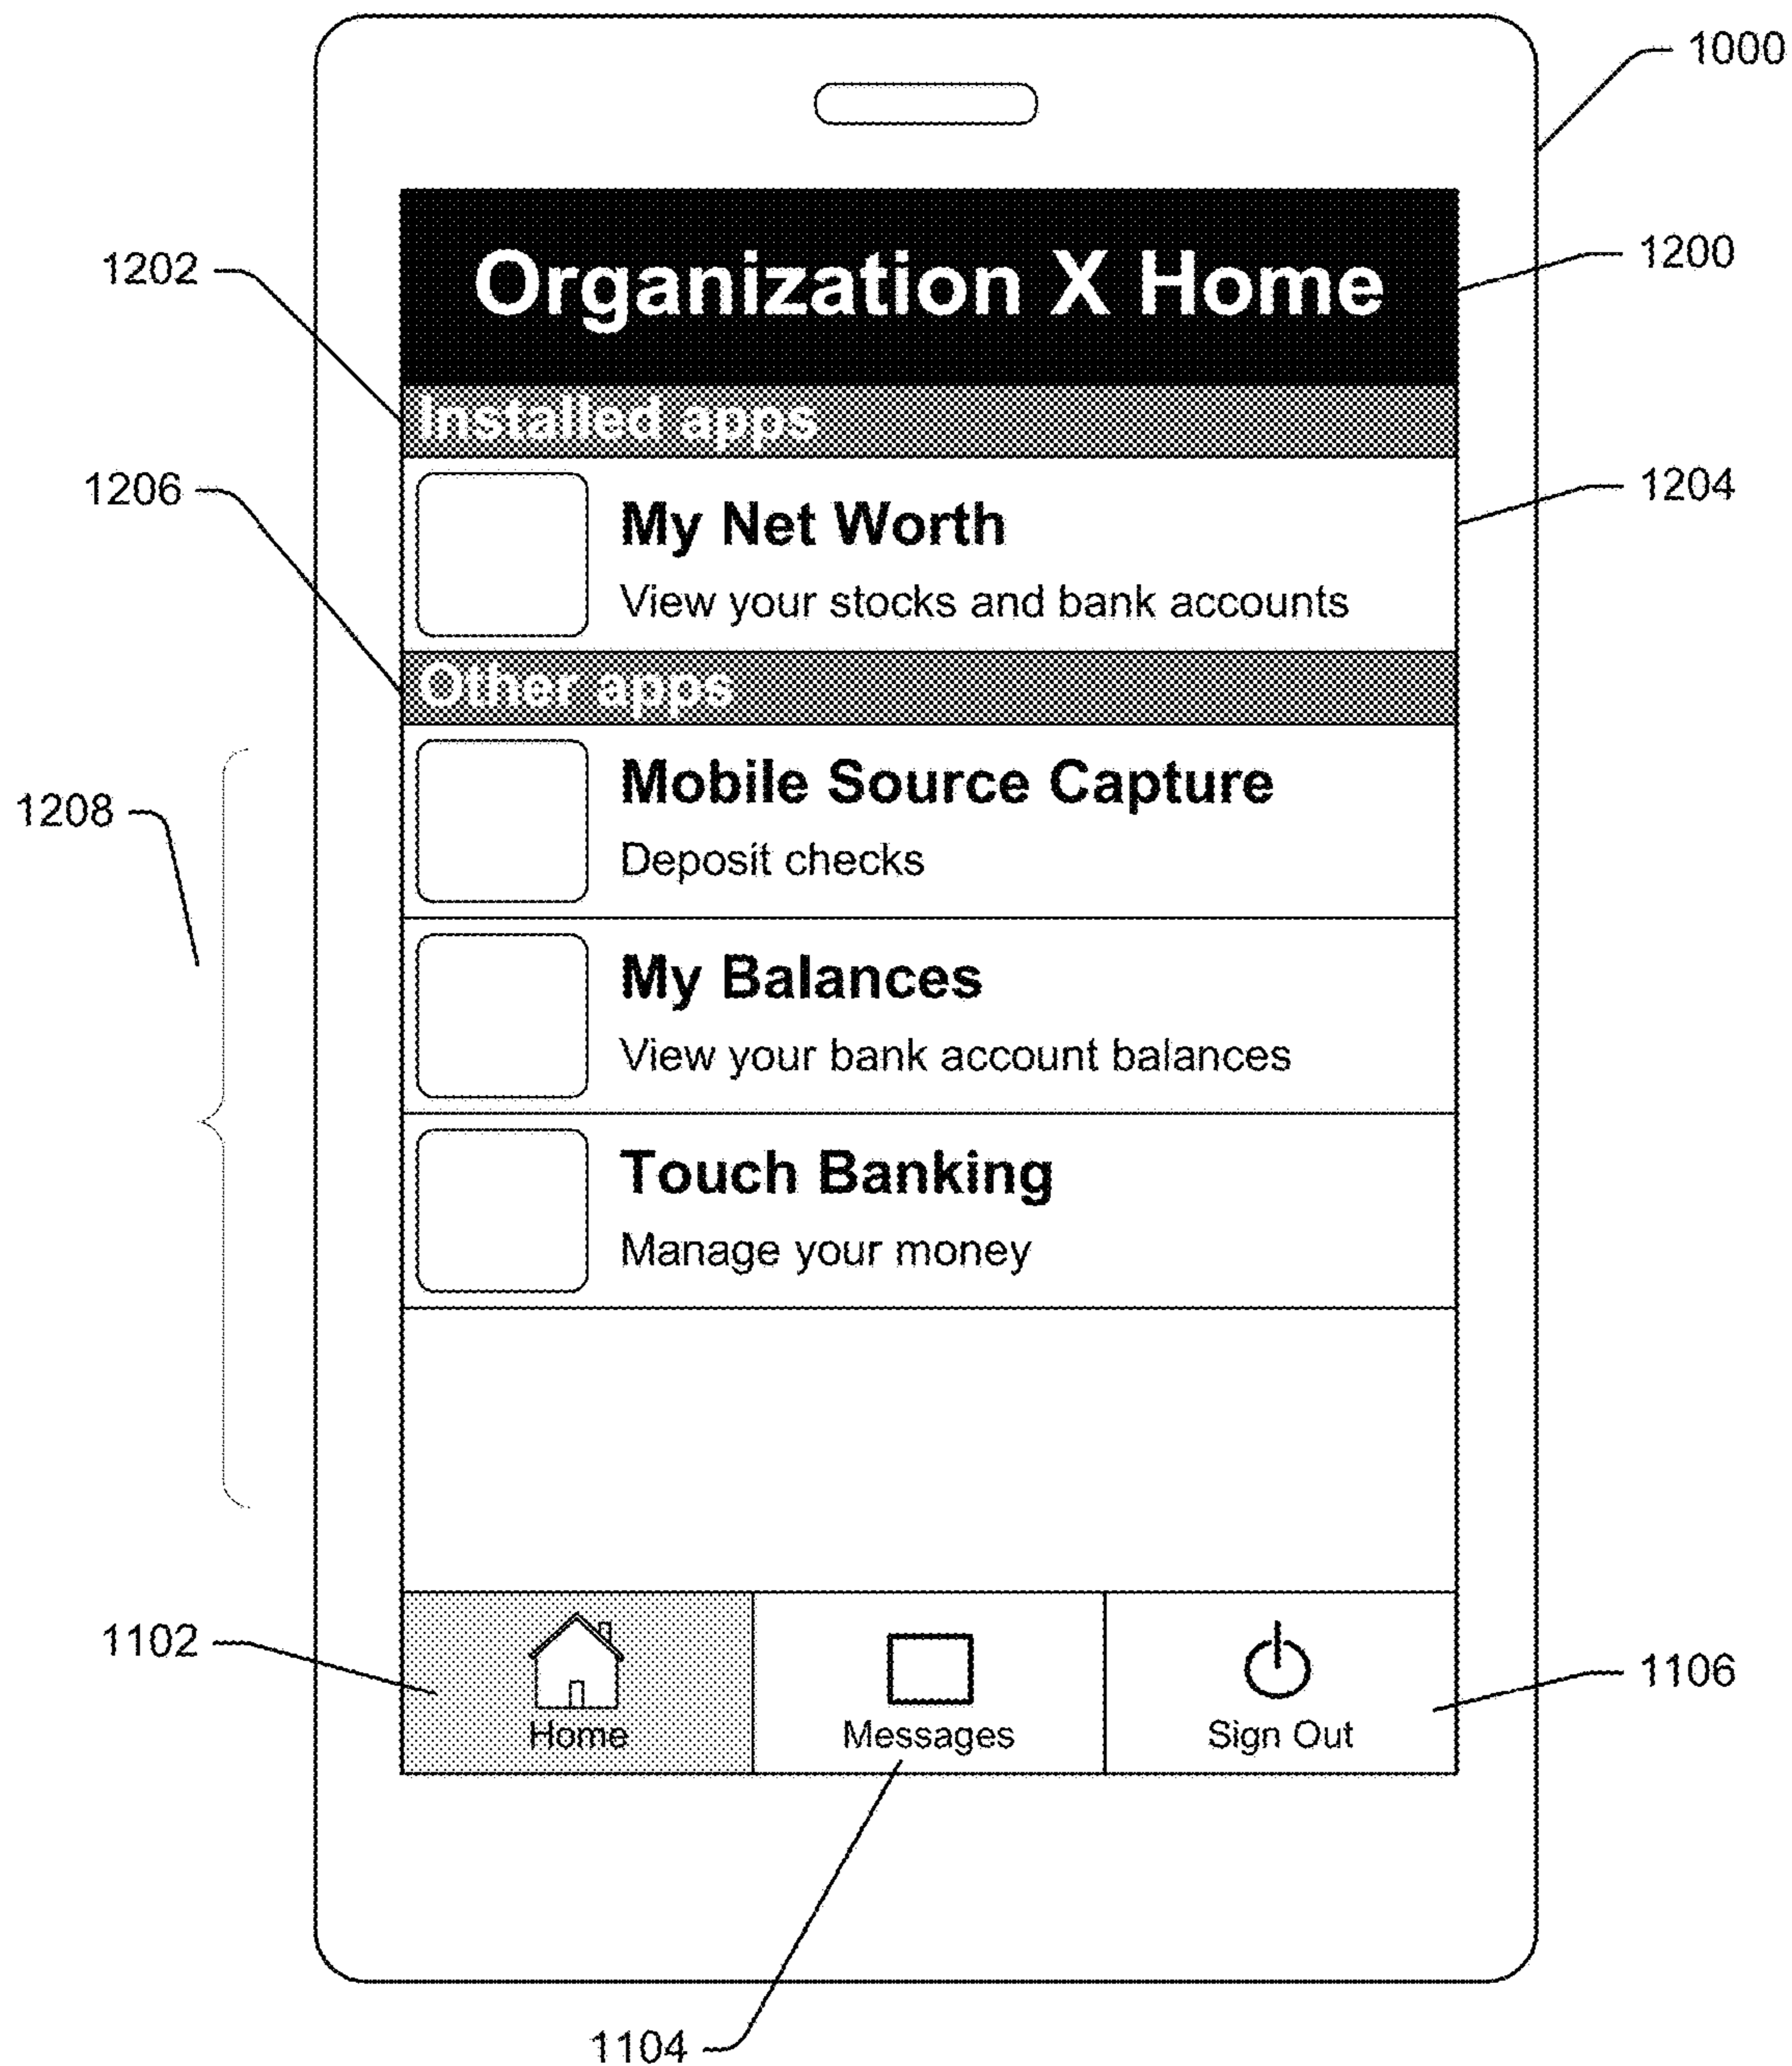 1000
1200
1202
Organization X Home
Installed apps
1206
1204
My Net Worth
View your stocks and bank accounts
Other apps
1208
Mobile Source Capture
Deposit checks
My Balances
View your bank account balances
Touch Banking
Manage your money
1102
1106
Home
Messages
Sign Out
1104